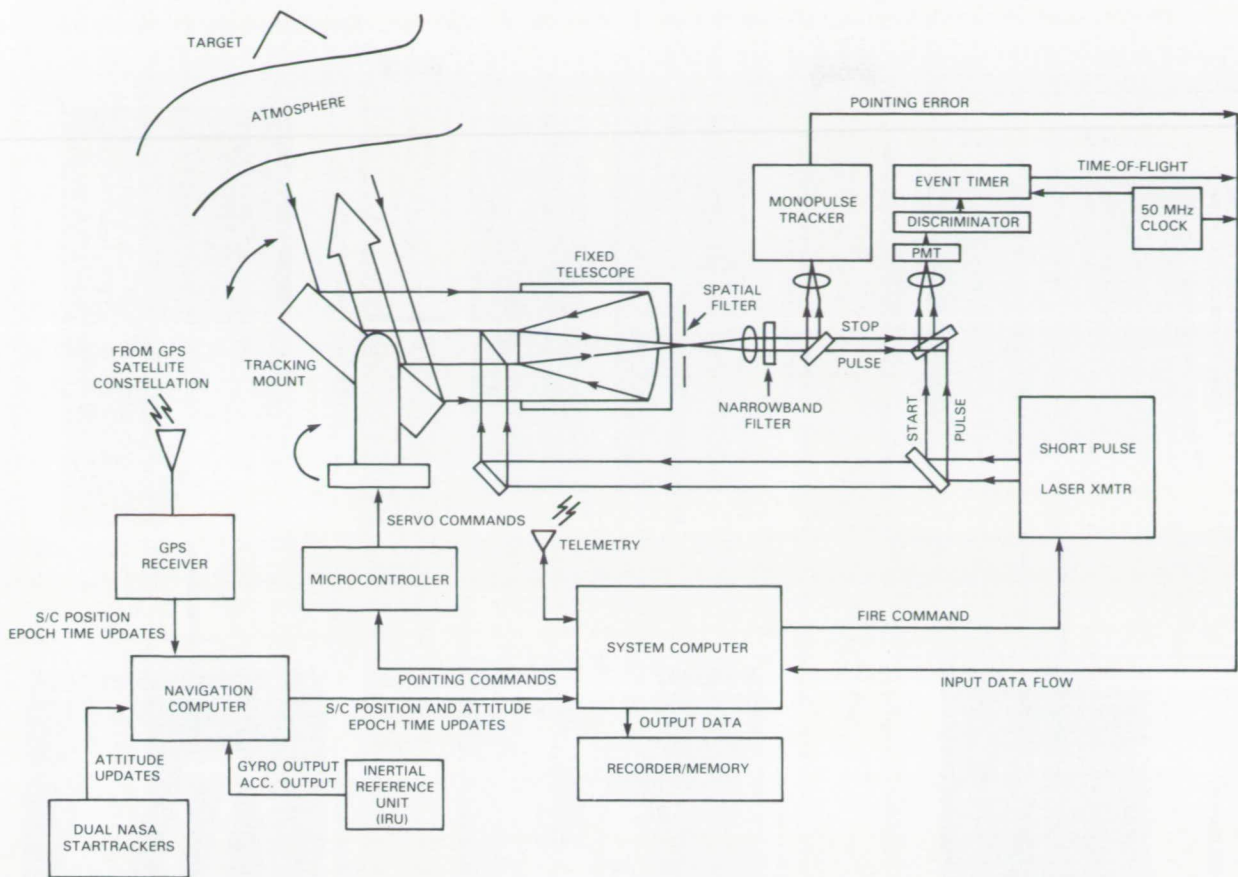 TARGET
ATMOSPHERE
POINTING ERROR
MONOPULSE
TRACKER
EVENT TIMER
TIME-OF-FLIGHT
DISCRIMINATOR
50 MHz
CLOCK
PMT
FIXED
TELESCOPE
SPATIAL
FILTER
STOP
PULSE
FROM GPS
SATELLITE
CONSTELLATION
TRACKING
MOUNT
NARROWBAND
FILTER
START
PULSE
SHORT PULSE
LASER XMTR
SERVO COMMANDS
TELEMETRY
GPS
RECEIVER
MICROCONTROLLER
FIRE COMMAND
S/C POSITION
EPOCH TIME UPDATES
SYSTEM COMPUTER
POINTING COMMANDS
INPUT DATA FLOW
NAVIGATION
COMPUTER
S/C POSITION AND ATTITUDE
EPOCH TIME UPDATES
OUTPUT DATA
ATTITUDE
UPDATES
GYRO OUTPUT
ACC. OUTPUT
INERTIAL
REFERENCE
UNIT
(IRU)
RECORDER/MEMORY
DUAL NASA
STARTRACKERS